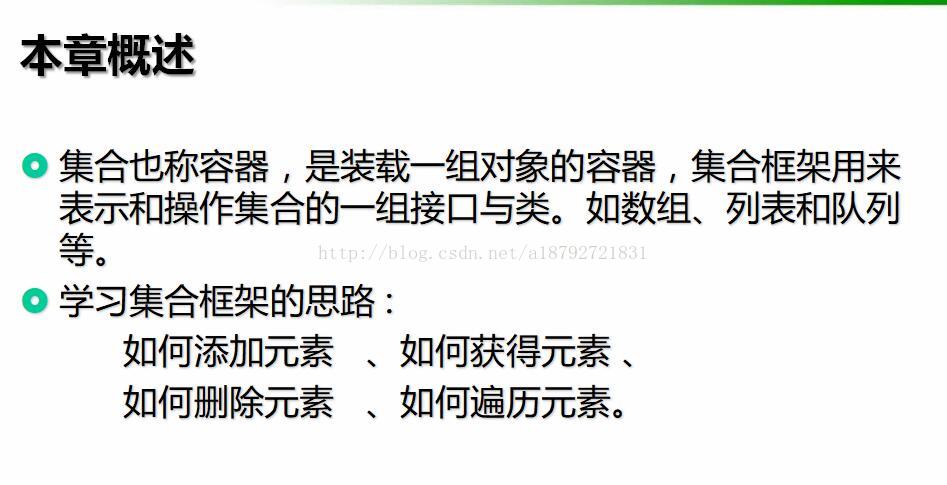 本章概述
集合也称容器，是装载一组对象的容器，集合框架用来
表示和操作集合的一组接口与类。如数组、列表和队列
等。
http://blog.csdn.net/a18792721831
学习集合框架的思路：
如何添加元素 、如何获得元素 、
如何删除元素 、如何遍历元素。